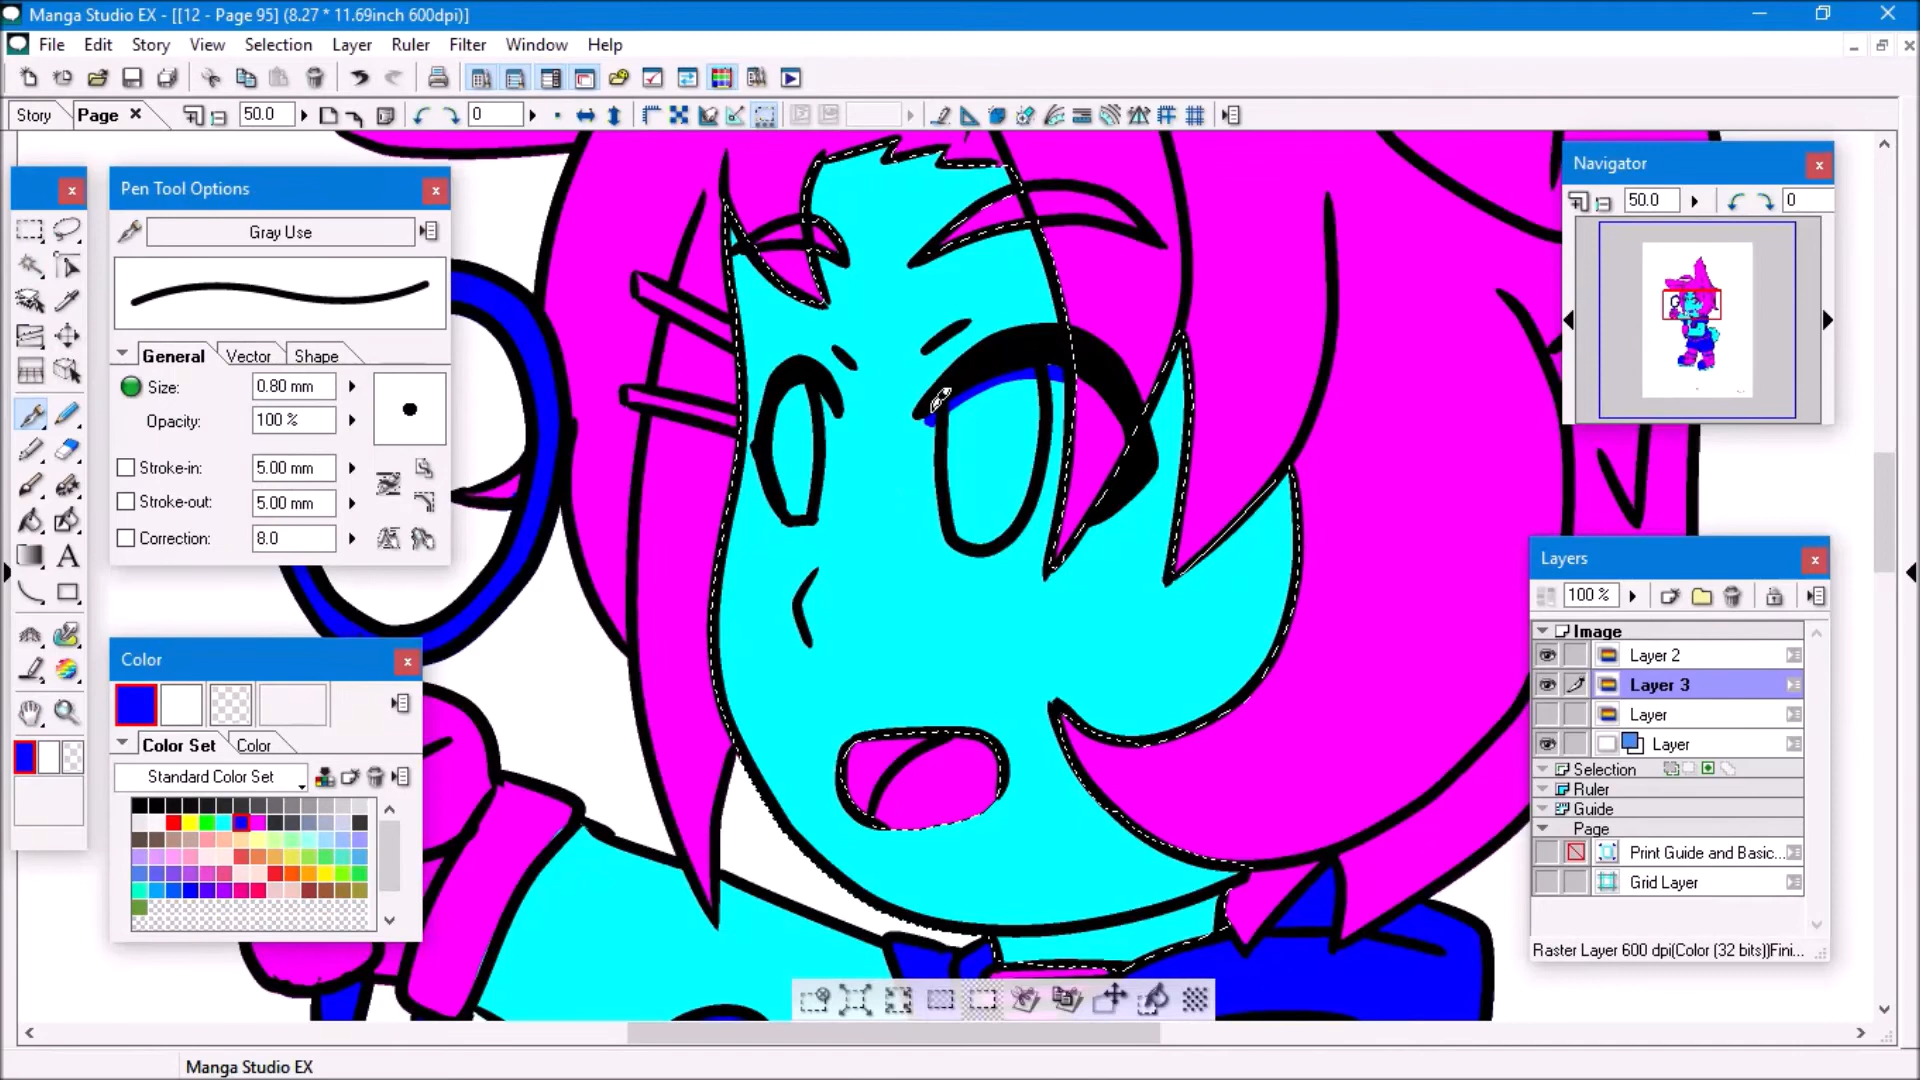 Manga Studio EX - [[12 - Page 95] (8.27 * 11.69inch 600dpi)]
File Edit Story View Selection Layer Ruler Filter Window Help
Story Page 50.0 0
Pen Tool Options
Gray Use
General Vector Shape
Size: 0.80 mm
Opacity: 100 %
Stroke-in: 5.00 mm
Stroke-out: 5.00 mm
Correction: 8.0
A
Color
Color Set Color
Standard Color Set
Navigator
50.0 0
Layers
100 %
Image
Layer 2
Layer 3
Layer
Layer
Selection
Ruler
Guide
Page
Print Guide and Basic...
Grid Layer
Raster Layer 600 dpi(Color (32 bits))Fini...
Manga Studio EX